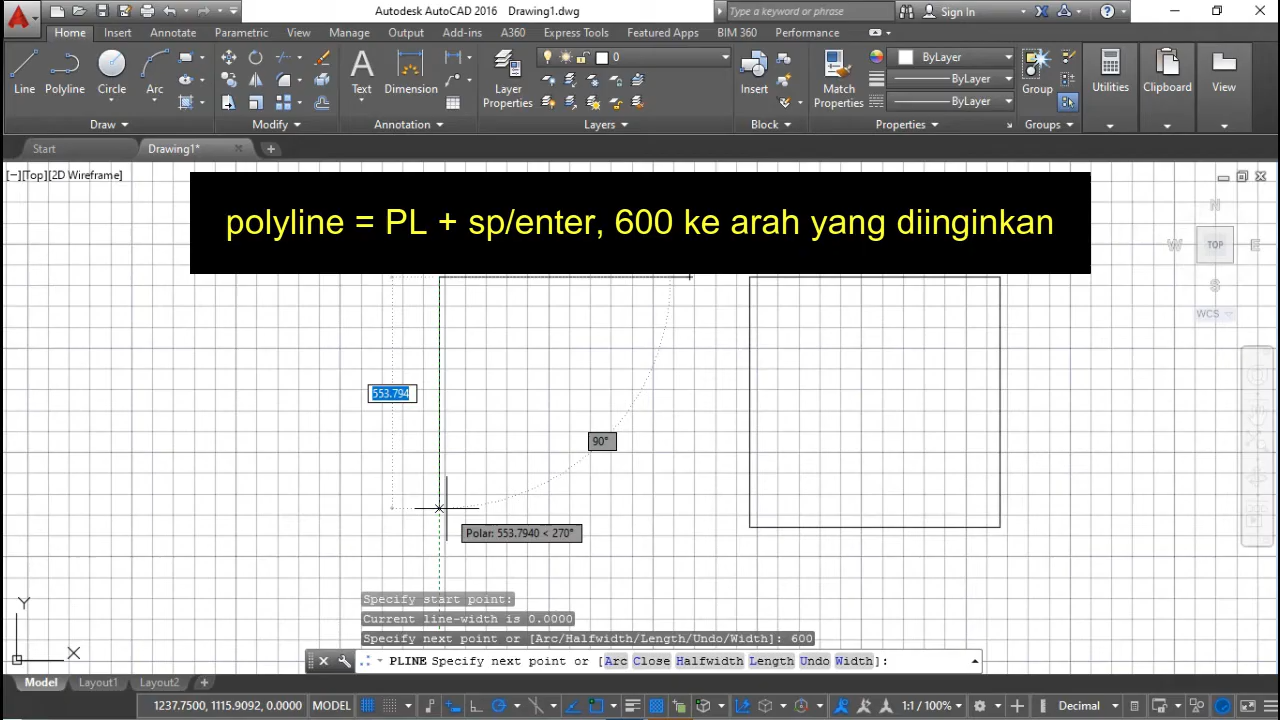 Autodesk AutoCAD 2016 Drawing1.dwg
Type a keyword or phrase
Sign In
Home Insert Annotate Parametric View Manage Output Add-ins A360 Express Tools Featured Apps BIM 360 Performance
Line Polyline Circle Arc
Text Dimension
Layer Properties
0
Insert
Match Properties
ByLayer
ByLayer
ByLayer
Group
Utilities
Clipboard
View
Draw Modify Annotation Layers Block Properties Groups
Start Drawing1*
[−][Top][2D Wireframe]
polyline = PL + sp/enter, 600 ke arah yang diinginkan
N
W TOP E
S
WCS
553.794
90°
Polar: 553.7940 < 270°
Specify start point:
Current line-width is 0.0000
Specify next point or [Arc/Halfwidth/Length/Undo/Width]: 600
PLINE Specify next point or [Arc Close Halfwidth Length Undo Width]:
Y
X
Model Layout1 Layout2
1237.7500, 1115.9092, 0.0000 MODEL 1:1 / 100% Decimal